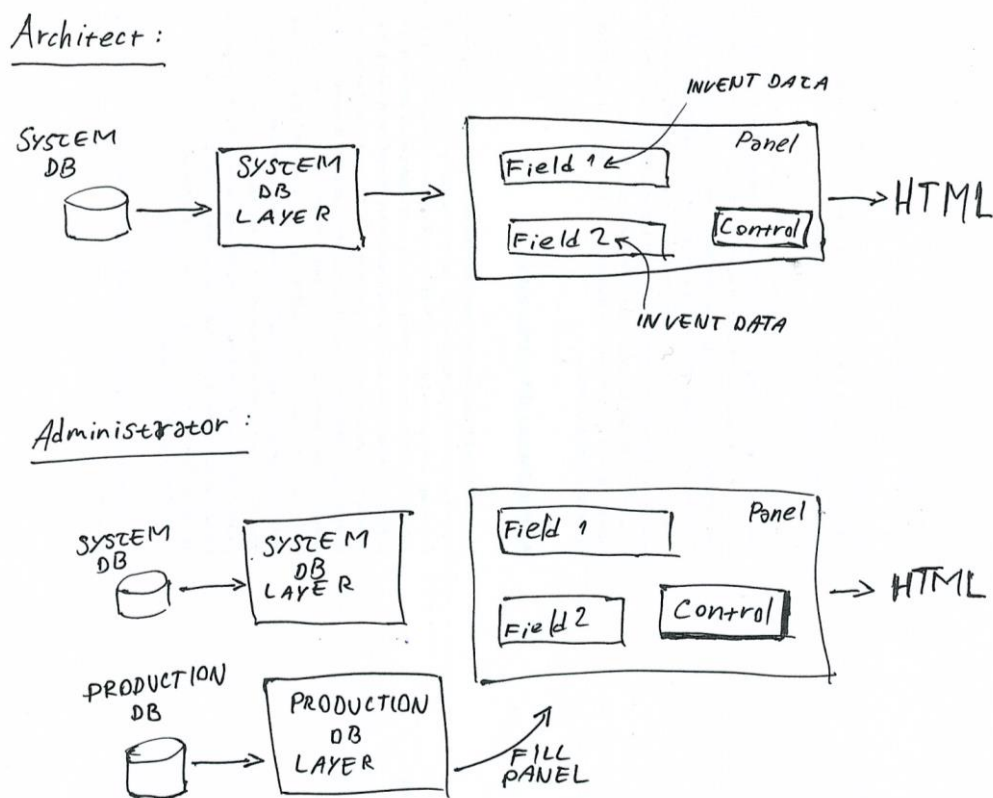 Architect :
INVENT DATA
SYSTEM
DB
SYSTEM
DB
LAYER
Panel
Field 1
Field 2
Control
HTML
INVENT DATA
Administrator :
SYSTEM
DB
SYSTEM
DB
LAYER
Panel
Field 1
Field 2
Control
HTML
PRODUCTION
DB
PRODUCTION
DB
LAYER
FILL
PANEL